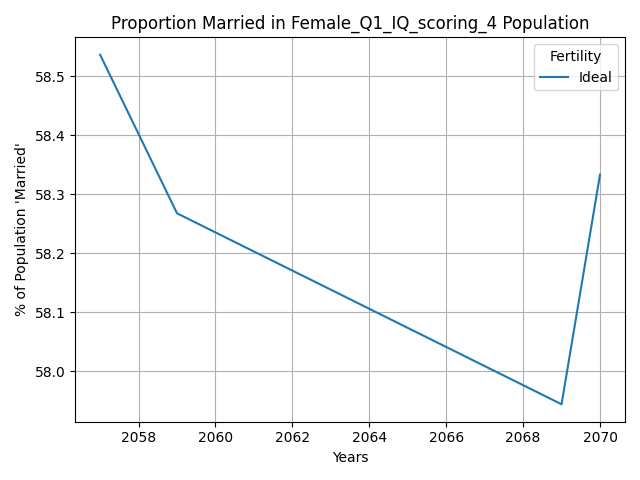 Proportion Married in Female_Q1_IQ_scoring_4 Population
Fertility
Ideal
58.5
58.4
58.3
58.2
58.1
58.0
% of Population 'Married'
2058 2060 2062 2064 2066 2068 2070
Years